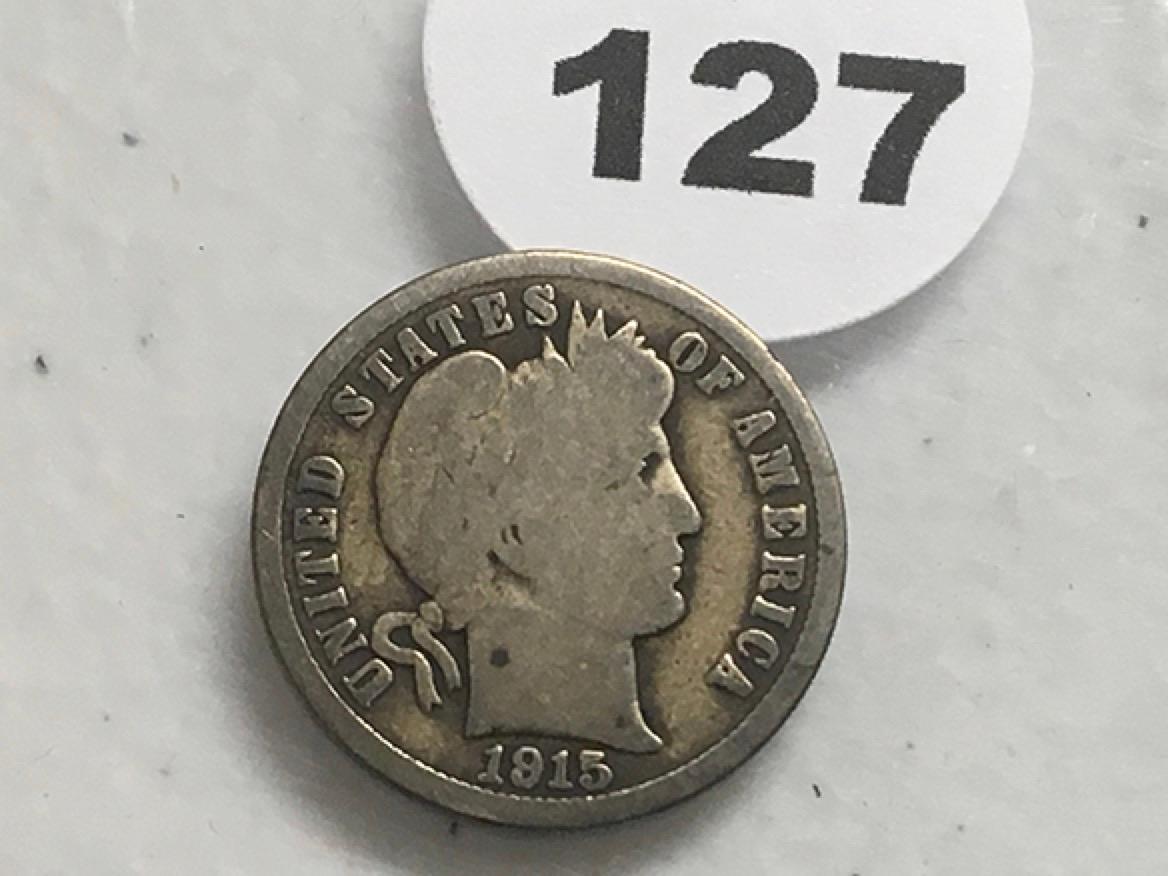 127
UNITED STATES OF AMERICA
1915